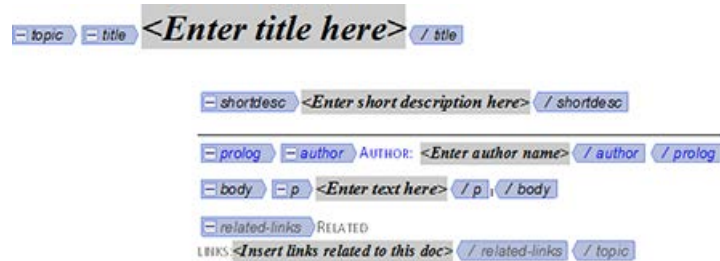 topic title <Enter title here> / title
shortdesc <Enter short description here> / shortdesc
prolog author AUTHOR: <Enter author name> / author / prolog
body p <Enter text here> / p / body
related-links RELATED
LINKS <Insert links related to this doc> / related-links / topic